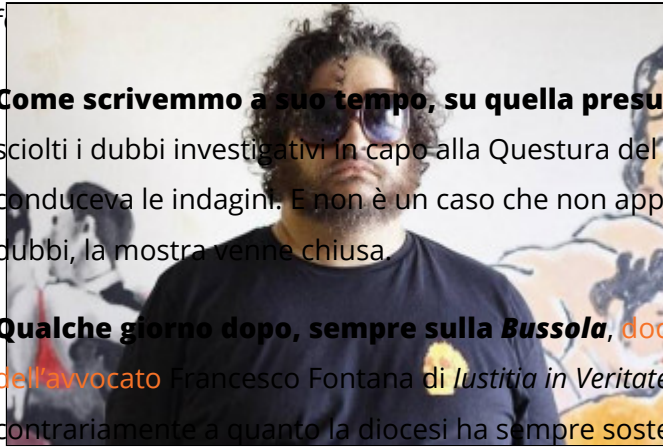 Come scrivemmo a suo tempo, su quella presu
sciolti i dubbi investigativi in capo alla Questura del
conduceva le indagini. E non è un caso che non app
dubbi, la mostra venne chiusa.
Qualche giorno dopo, sempre sulla Bussola, doc
dell'avvocato Francesco Fontana di Iustitia in Veritate
contrariamente a quanto la diocesi ha sempre soste